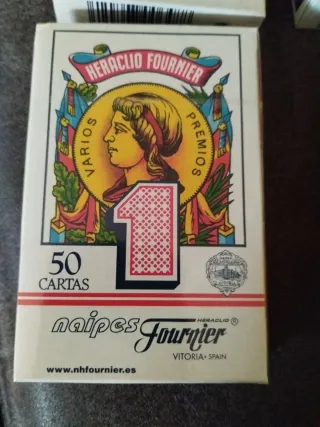 HERACLIO FOURNIER
VARIOS PREMIOS
1
50
CARTAS
naipes
HERACLIO
Fournier®
VITORIA - SPAIN
www.nhfournier.es